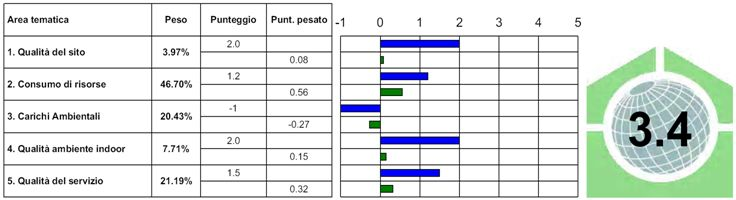 Area tematica Peso Punteggio Punt. pesato -1 0 1 2 3 4 5
1. Qualità del sito 3.97% 2.0
0.08
2. Consumo di risorse 46.70% 1.2
0.56
3. Carichi Ambientali 20.43% -1
-0.27
4. Qualità ambiente indoor 7.71% 2.0
0.15
5. Qualità del servizio 21.19% 1.5
0.32
3.4